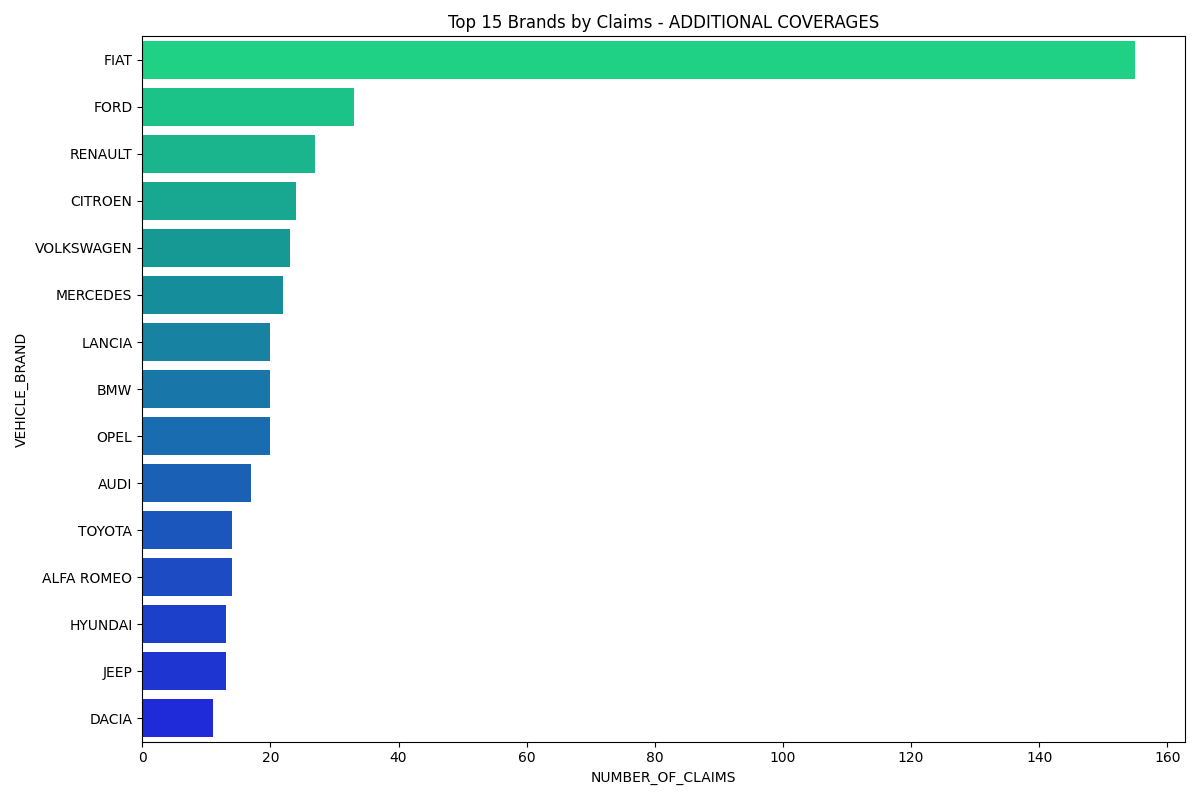 Top 15 Brands by Claims - ADDITIONAL COVERAGES
VEHICLE_BRAND
FIAT
FORD
RENAULT
CITROEN
VOLKSWAGEN
MERCEDES
LANCIA
BMW
OPEL
AUDI
TOYOTA
ALFA ROMEO
HYUNDAI
JEEP
DACIA
0 20 40 60 80 100 120 140 160
NUMBER_OF_CLAIMS